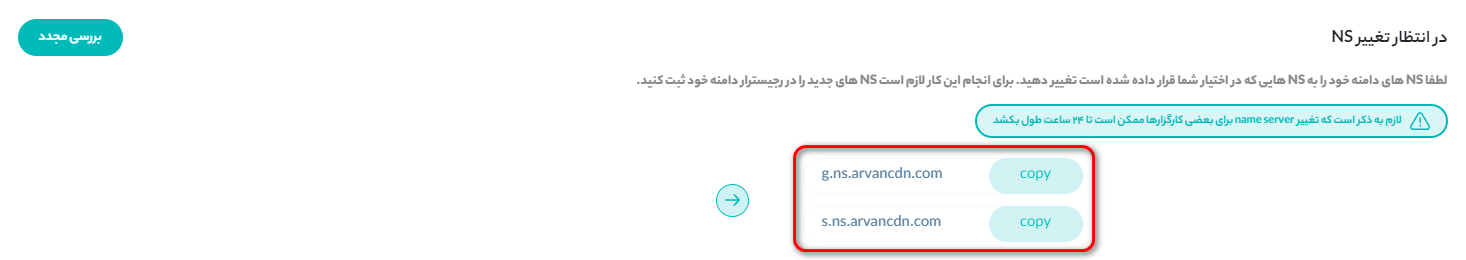 در انتظار تغییر NS
بررسی مجدد
لطفا NS های دامنه خود را به NS هایی که در اختیار شما قرار داده شده است تغییر دهید. برای انجام این کار لازم است NS های جدید را در رجیسترار دامنه خود ثبت کنید.
لازم به ذکر است که تغییر name server برای بعضی کارگزارها ممکن است تا ۲۴ ساعت طول بکشد
g.ns.arvancdn.com copy
s.ns.arvancdn.com copy